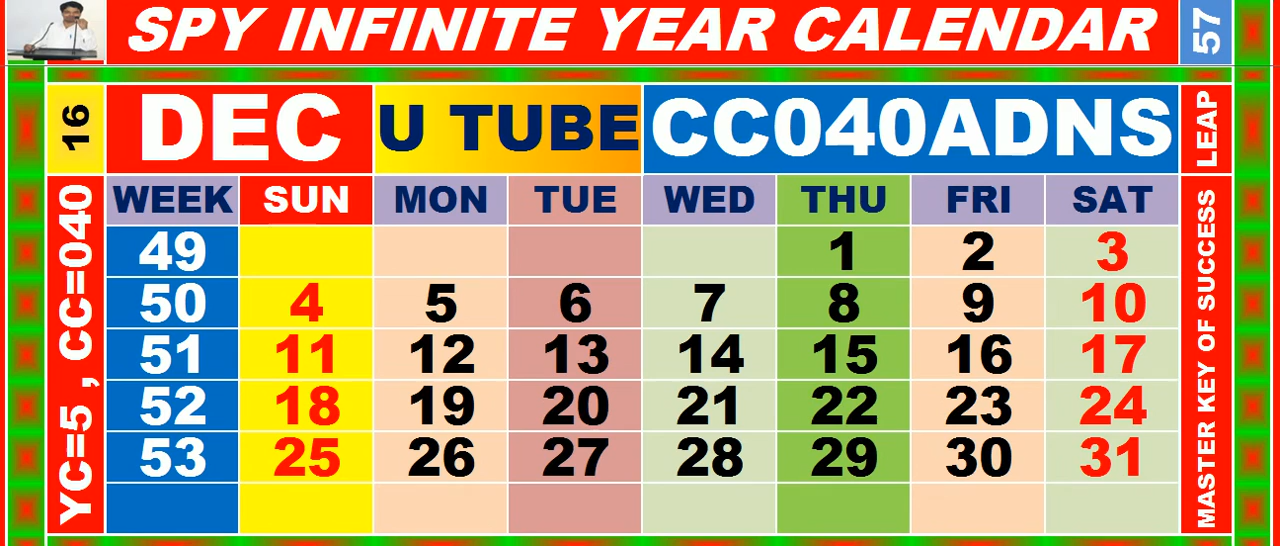 SPY INFINITE YEAR CALENDAR
57
16
DEC
U TUBE
CC040ADNS
LEAP
YC=5 , CC=040
WEEK SUN MON TUE WED THU FRI SAT
49 1 2 3
50 4 5 6 7 8 9 10
51 11 12 13 14 15 16 17
52 18 19 20 21 22 23 24
53 25 26 27 28 29 30 31
MASTER KEY OF SUCCESS